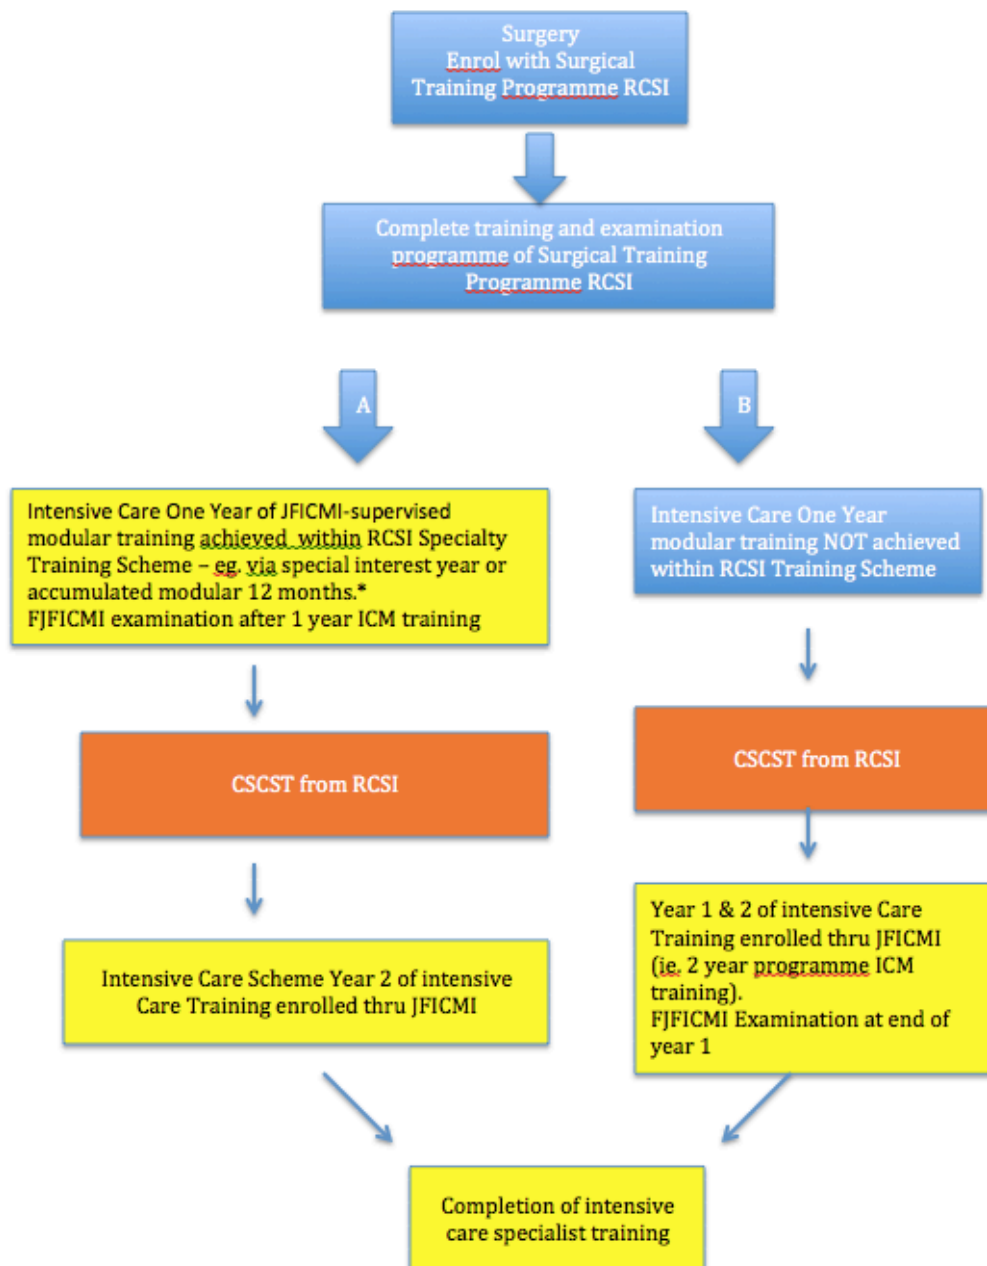 Surgery
Enrol with Surgical
Training Programme RCSI
Complete training and examination
programme of Surgical Training
Programme RCSI
A
B
Intensive Care One Year of JFICMI-supervised
modular training achieved within RCSI Specialty
Training Scheme – eg. via special interest year or
accumulated modular 12 months.*
FJFICMI examination after 1 year ICM training
Intensive Care One Year
modular training NOT achieved
within RCSI Training Scheme
CSCST from RCSI
CSCST from RCSI
Intensive Care Scheme Year 2 of intensive
Care Training enrolled thru JFICMI
Year 1 & 2 of intensive Care
Training enrolled thru JFICMI
(ie. 2 year programme ICM
training).
FJFICMI Examination at end of
year 1
Completion of intensive
care specialist training